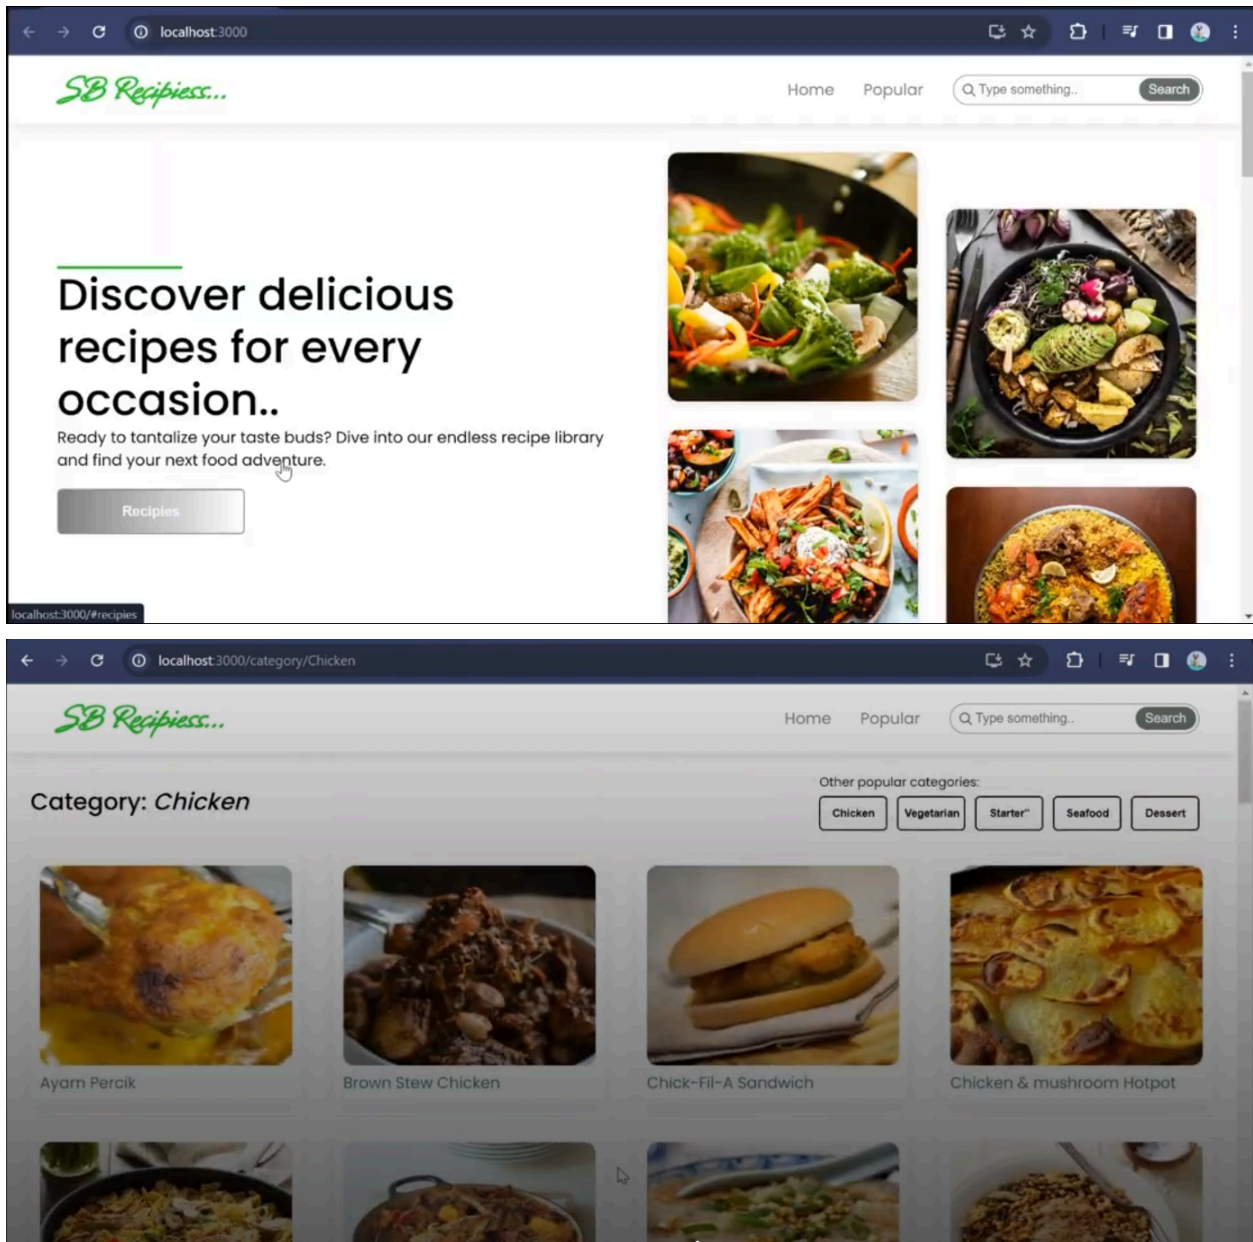 localhost:3000
SB Recipiess...
Home
Popular
Type something..
Search
Discover delicious
recipes for every
occasion..
Ready to tantalize your taste buds? Dive into our endless recipe library
and find your next food adventure.
Recipies
localhost:3000/#recipies
localhost:3000/category/Chicken
SB Recipiess...
Home
Popular
Type something..
Search
Category: Chicken
Other popular categories:
Chicken
Vegetarian
Starter"
Seafood
Dessert
Ayam Percik
Brown Stew Chicken
Chick-Fil-A Sandwich
Chicken & mushroom Hotpot